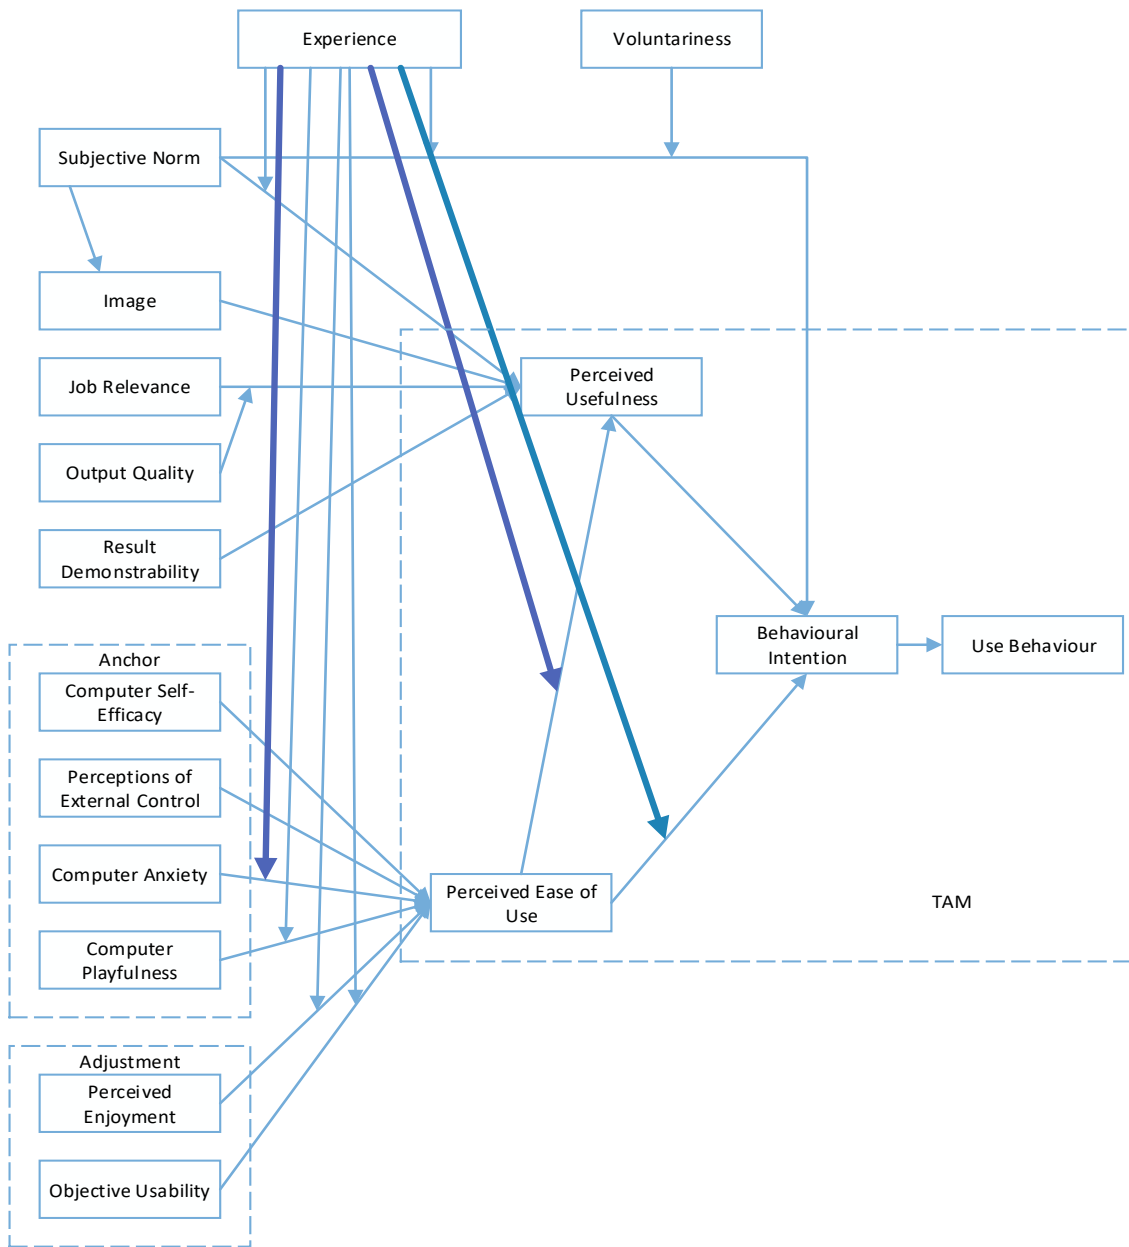 Experience
Voluntariness
Subjective Norm
Image
Job Relevance
Perceived
Usefulness
Output Quality
Result
Demonstrability
Behavioural
Intention
Use Behaviour
Anchor
Computer Self-
Efficacy
Perceptions of
External Control
Computer Anxiety
Perceived Ease of
Use
TAM
Computer
Playfulness
Adjustment
Perceived
Enjoyment
Objective Usability